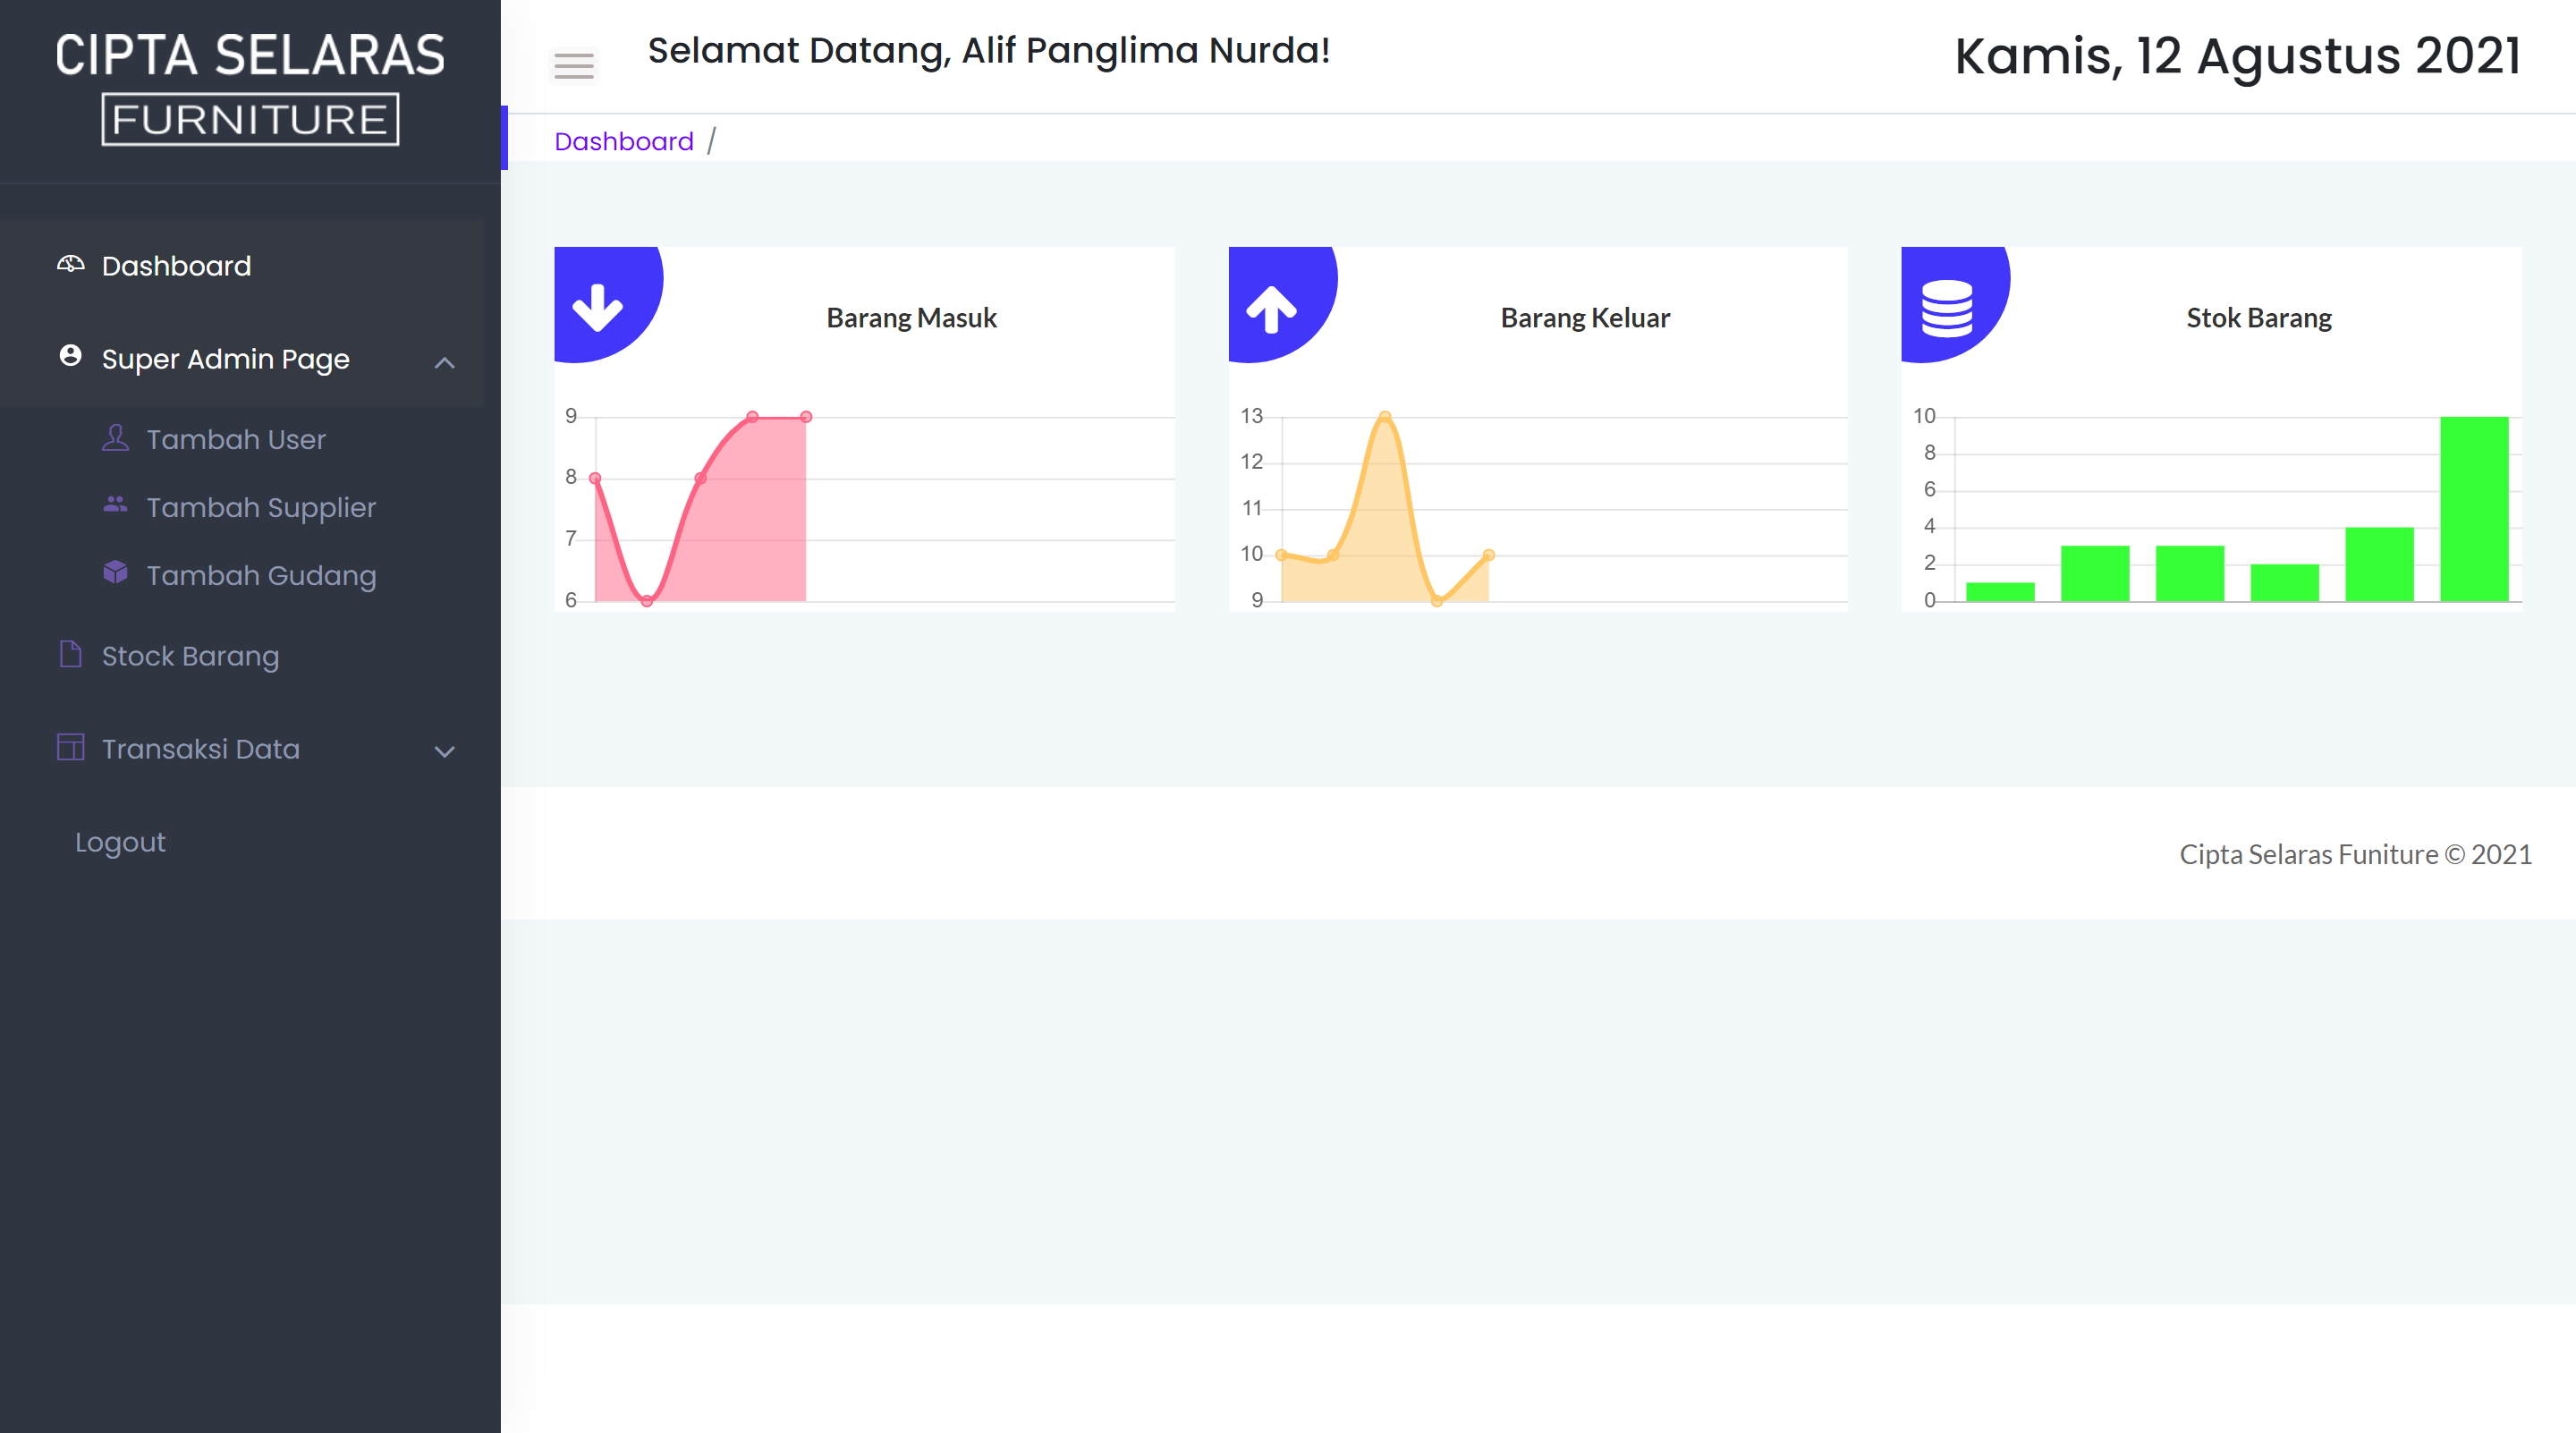 CIPTA SELARAS
FURNITURE
Selamat Datang, Alif Panglima Nurda!
Kamis, 12 Agustus 2021
Dashboard /
Dashboard
Super Admin Page
Tambah User
Tambah Supplier
Tambah Gudang
Stock Barang
Transaksi Data
Logout
Barang Masuk
9
8
7
6
Barang Keluar
13
12
11
10
9
Stok Barang
10
8
6
4
2
0
Cipta Selaras Funiture © 2021